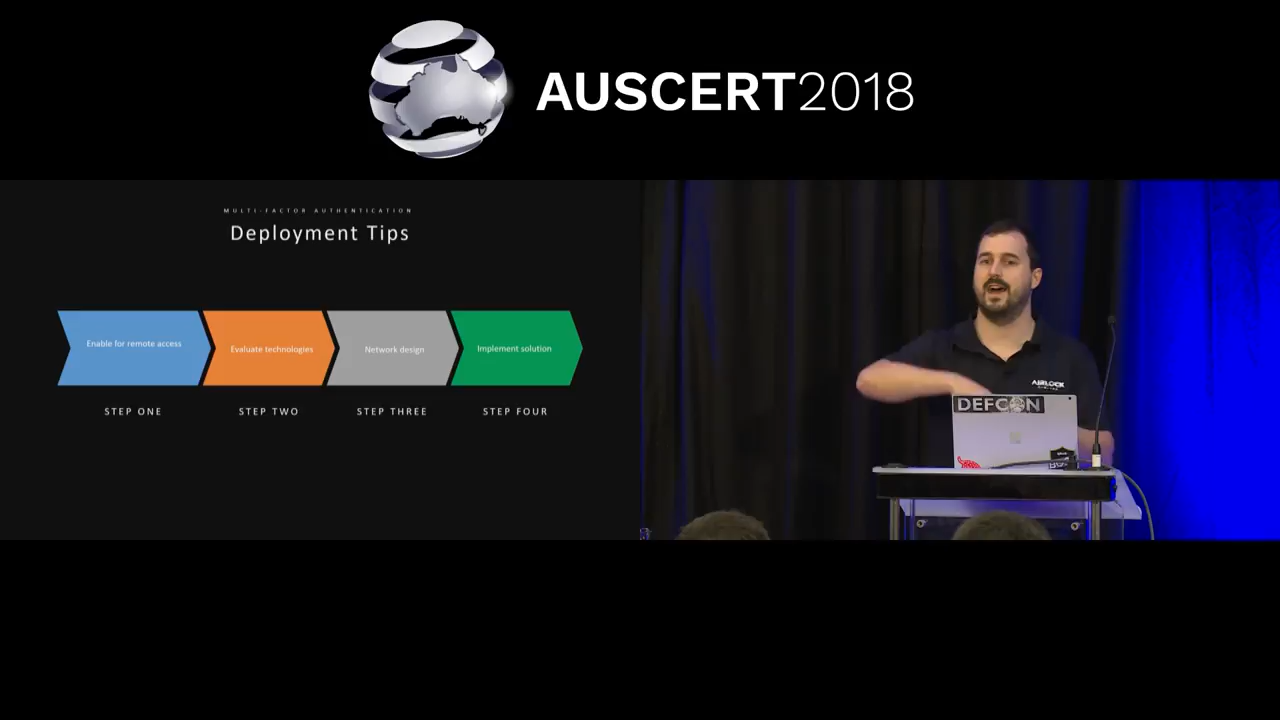 AUSCERT2018
MULTI-FACTOR AUTHENTICATION
Deployment Tips
Enable for remote access
Evaluate technologies
Network design
Implement solution
STEP ONE
STEP TWO
STEP THREE
STEP FOUR
AIRLOCK
DEFCON